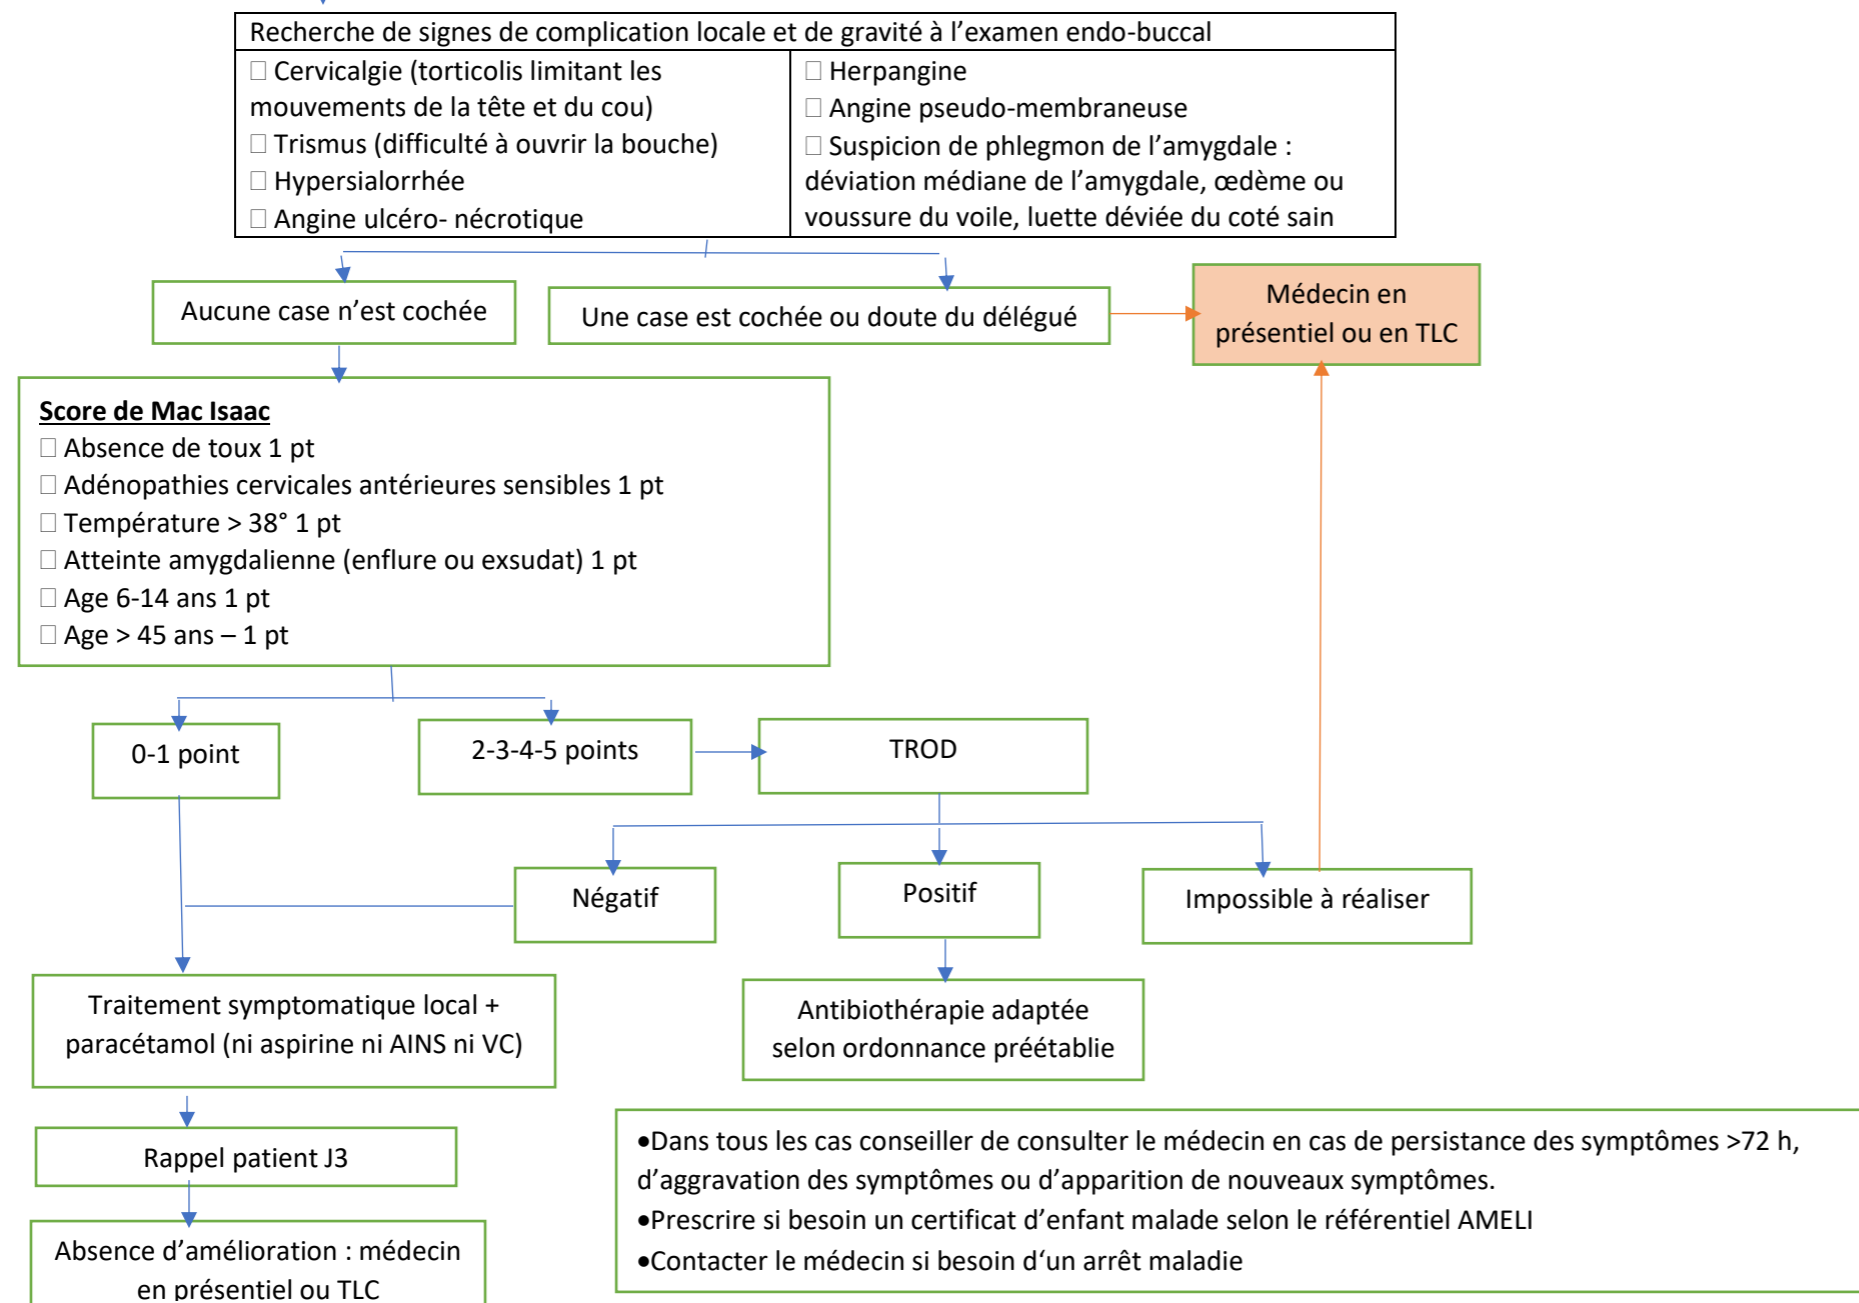 Recherche de signes de complication locale et de gravité à l’examen endo-buccal
□ Cervicalgie (torticolis limitant les
mouvements de la tête et du cou)
□ Trismus (difficulté à ouvrir la bouche)
□ Hypersialorrhée
□ Angine ulcéro- nécrotique
□ Herpangine
□ Angine pseudo-membraneuse
□ Suspicion de phlegmon de l’amygdale :
déviation médiane de l’amygdale, œdème ou
voussure du voile, luette déviée du coté sain
Aucune case n’est cochée
Une case est cochée ou doute du délégué
Médecin en
présentiel ou en TLC
Score de Mac Isaac
□ Absence de toux 1 pt
□ Adénopathies cervicales antérieures sensibles 1 pt
□ Température > 38° 1 pt
□ Atteinte amygdalienne (enflure ou exsudat) 1 pt
□ Age 6-14 ans 1 pt
□ Age > 45 ans – 1 pt
0-1 point
2-3-4-5 points
TROD
Négatif
Positif
Impossible à réaliser
Traitement symptomatique local +
paracétamol (ni aspirine ni AINS ni VC)
Antibiothérapie adaptée
selon ordonnance préétablie
Rappel patient J3
Absence d’amélioration : médecin
en présentiel ou TLC
•Dans tous les cas conseiller de consulter le médecin en cas de persistance des symptômes >72 h,
d’aggravation des symptômes ou d’apparition de nouveaux symptômes.
•Prescrire si besoin un certificat d’enfant malade selon le référentiel AMELI
•Contacter le médecin si besoin d‘un arrêt maladie